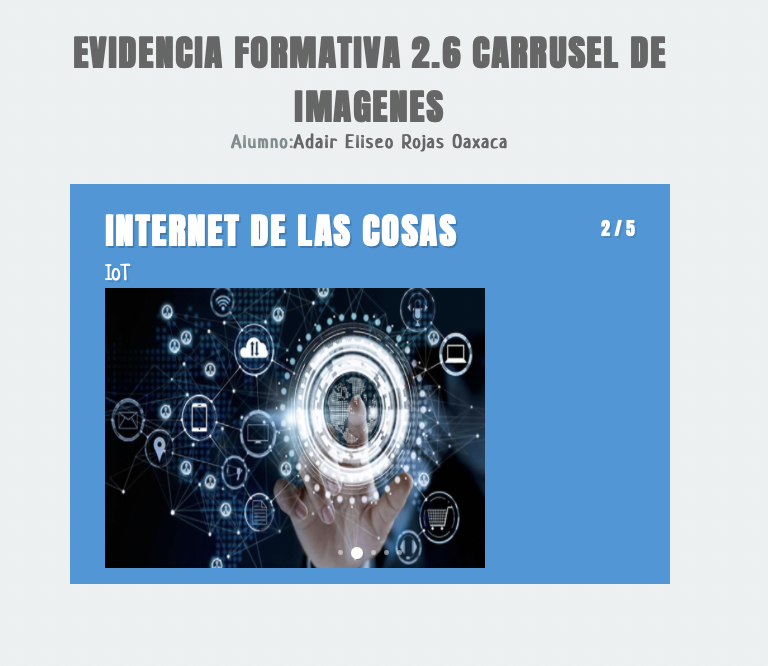 EVIDENCIA FORMATIVA 2.6 CARRUSEL DE
IMAGENES
Alumno:Adair Eliseo Rojas Oaxaca
INTERNET DE LAS COSAS
2 / 5
IoT